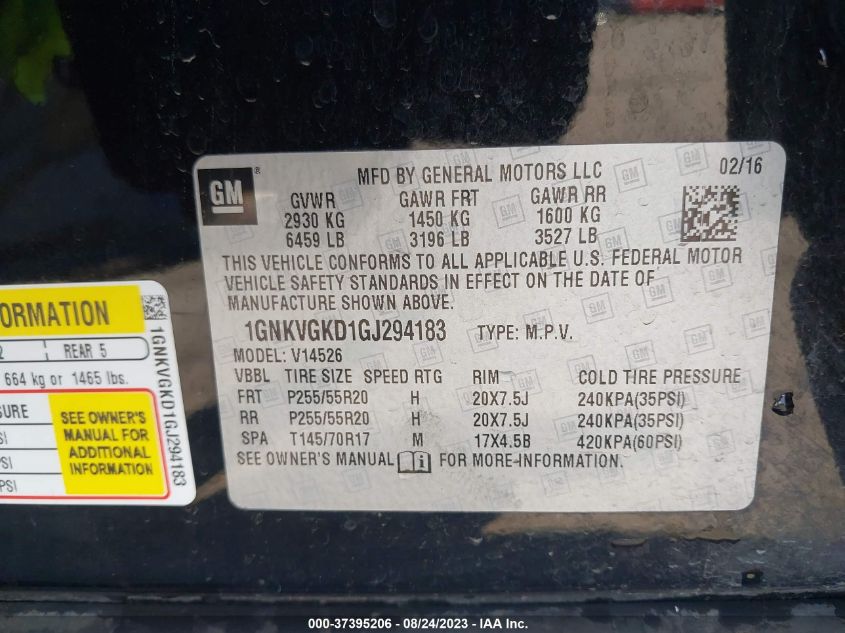 GM ®
MFD BY GENERAL MOTORS LLC
02/16
GVWR GAWR FRT GAWR RR
2930 KG 1450 KG 1600 KG
6459 LB 3196 LB 3527 LB
THIS VEHICLE CONFORMS TO ALL APPLICABLE U.S. FEDERAL MOTOR
VEHICLE SAFETY STANDARDS IN EFFECT ON THE DATE OF
MANUFACTURE SHOWN ABOVE.
1GNKVGKD1GJ294183 TYPE: M.P.V.
MODEL: V14526
VBBL TIRE SIZE SPEED RTG RIM COLD TIRE PRESSURE
FRT P255/55R20 H 20X7.5J 240KPA(35PSI)
RR P255/55R20 H 20X7.5J 240KPA(35PSI)
SPA T145/70R17 M 17X4.5B 420KPA(60PSI)
SEE OWNER'S MANUAL FOR MORE INFORMATION.
ORMATION
2 REAR 5
664 kg or 1465 lbs.
SURE
SI
PSI
PSI
SEE OWNER'S
MANUAL FOR
ADDITIONAL
INFORMATION
1GNKVGKD1GJ294183
000-37395206 - 08/24/2023 - IAA Inc.